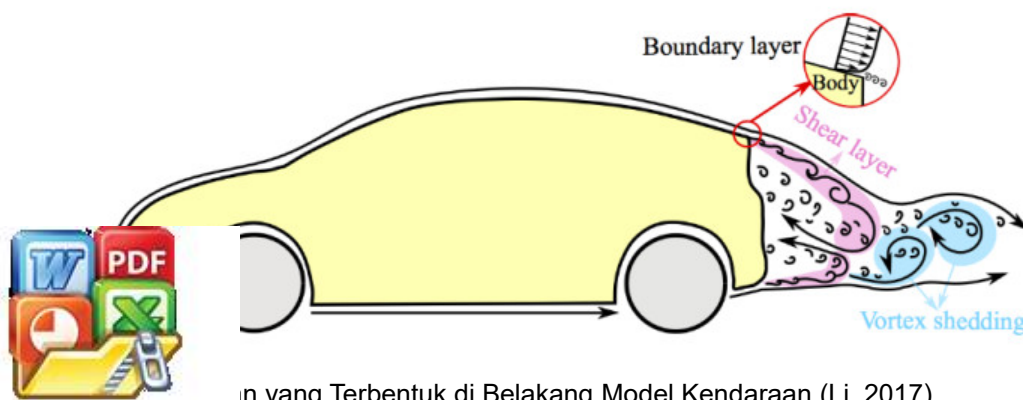 Boundary layer
Body
Shear layer
Vortex shedding
W
PDF
X
yang Terbentuk di Belakang Model Kendaraan (Li, 2017)